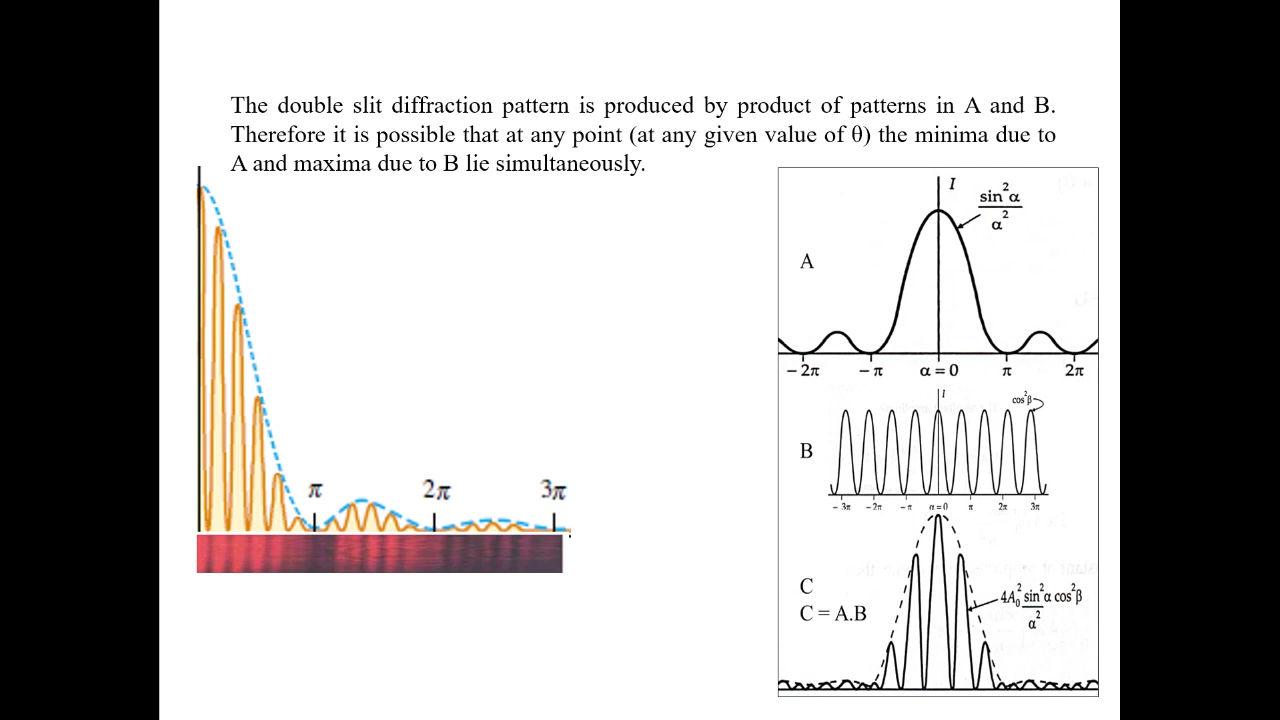 The double slit diffraction pattern is produced by product of patterns in A and B.
Therefore it is possible that at any point (at any given value of θ) the minima due to
A and maxima due to B lie simultaneously.
π 2π 3π
I
sin²α
α²
A
– 2π – π α = 0 π 2π
I
cos²β
B
– 3π – 2π – π α = 0 π 2π 3π
C
C = A.B
4A₀² sin²α cos²β
α²